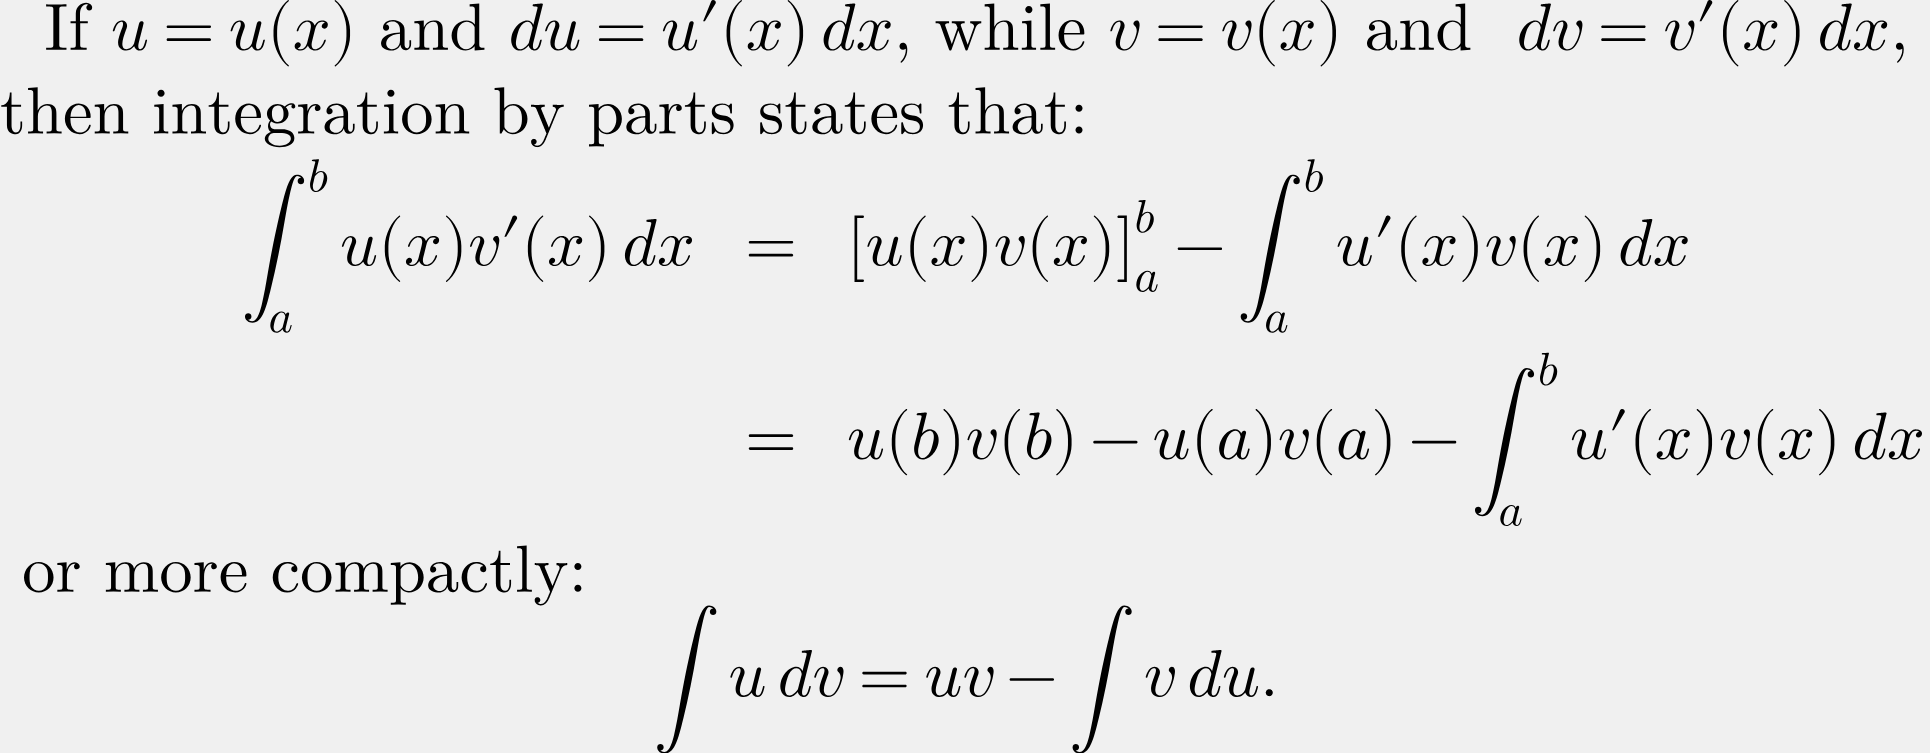 If u = u(x) and du = u′(x) dx, while v = v(x) and dv = v′(x) dx,
then integration by parts states that:
∫_a^b u(x)v′(x) dx = [u(x)v(x)]_a^b − ∫_a^b u′(x)v(x) dx
= u(b)v(b) − u(a)v(a) − ∫_a^b u′(x)v(x) dx
or more compactly:
∫ u dv = uv − ∫ v du.